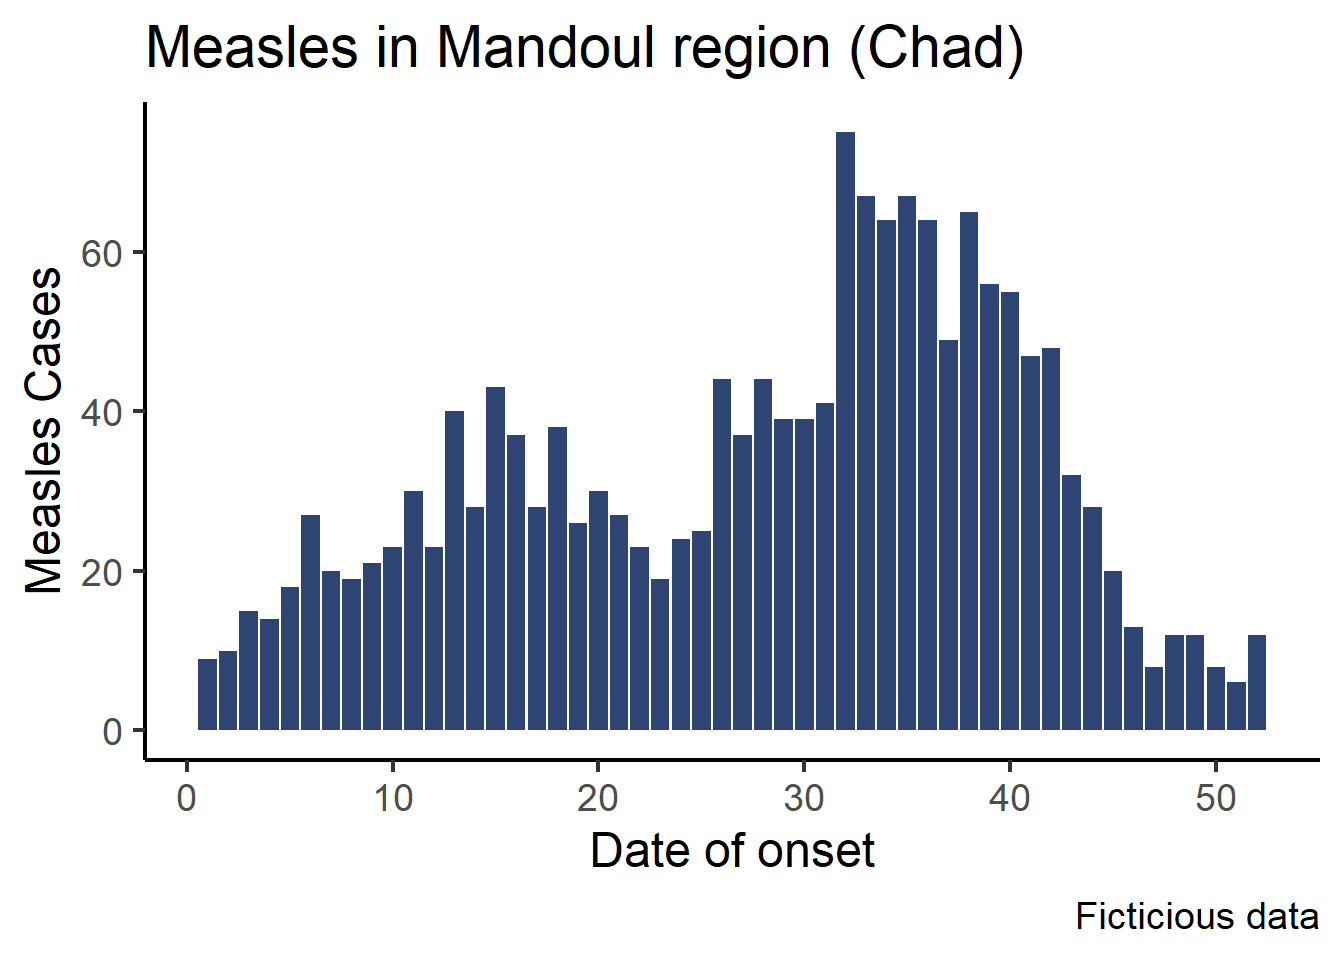 Measles in Mandoul region (Chad)
Measles Cases
60
40
20
0
0 10 20 30 40 50
Date of onset
Ficticious data